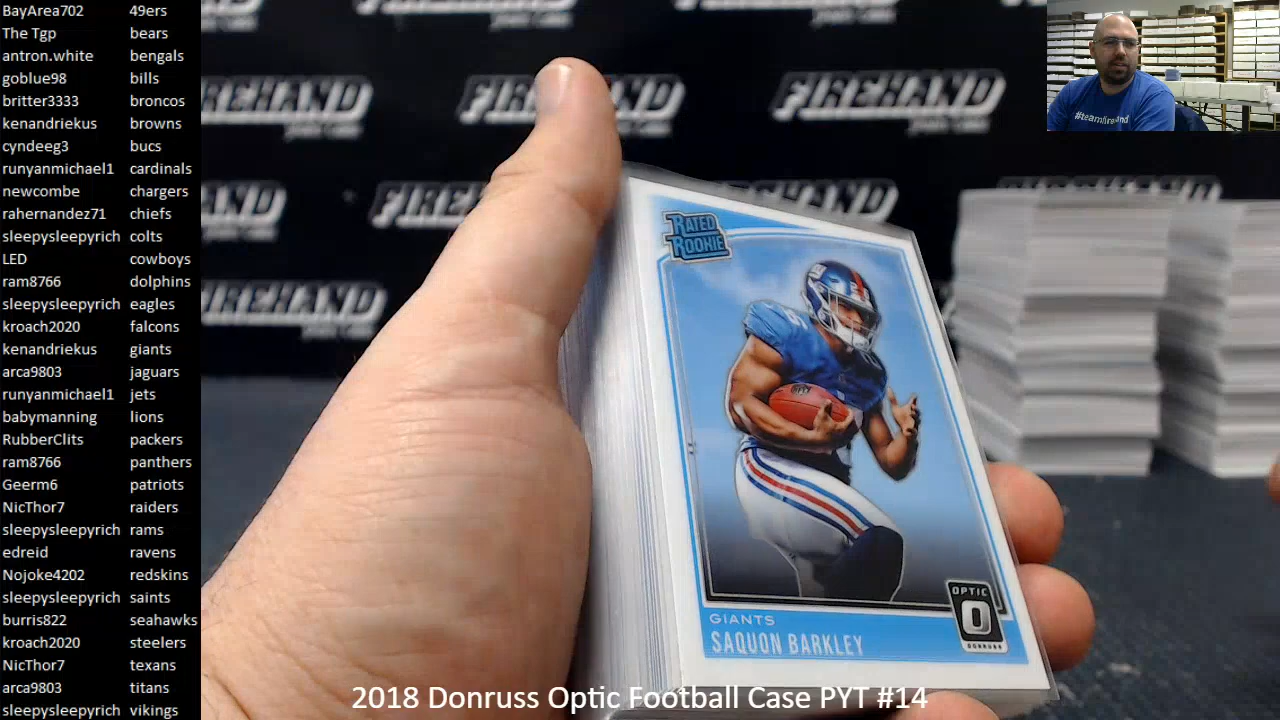 BayArea702 49ers
The Tgp bears
antron.white bengals
goblue98 bills
britter3333 broncos
kenandriekus browns
cyndeeg3 bucs
runyanmichael1 cardinals
newcombe chargers
rahernandez71 chiefs
sleepysleepyrich colts
LED cowboys
ram8766 dolphins
sleepysleepyrich eagles
kroach2020 falcons
kenandriekus giants
arca9803 jaguars
runyanmichael1 jets
babymanning lions
RubberClits packers
ram8766 panthers
Geerm6 patriots
NicThor7 raiders
sleepysleepyrich rams
edreid ravens
Nojoke4202 redskins
sleepysleepyrich saints
burris822 seahawks
kroach2020 steelers
NicThor7 texans
arca9803 titans
sleepysleepyrich vikings
FIREHAND
FIREHAND
FIREHAND
FIREHAND
FIREHAND
FIREHAND
#teamfirehand
RATED
ROOKIE
GIANTS
SAQUON BARKLEY
OPTIC
O
DONRUSS
2018 Donruss Optic Football Case PYT #14